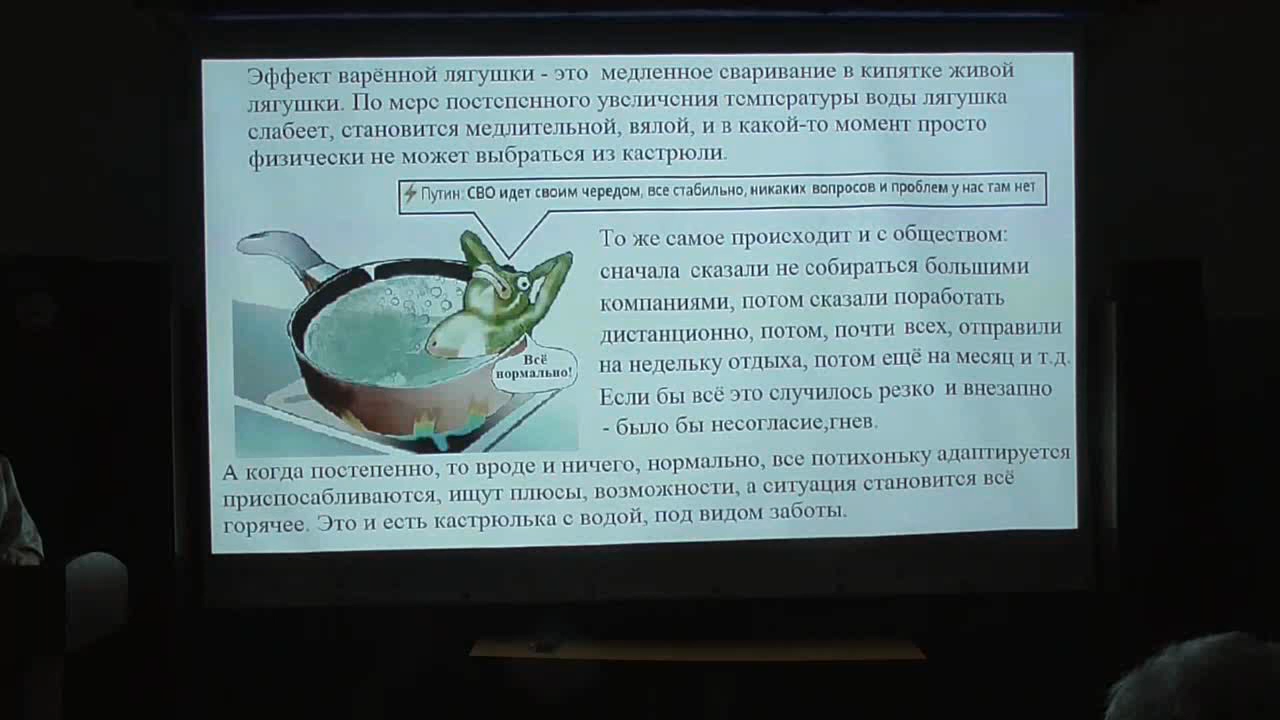 Эффект варённой лягушки - это медленное сваривание в кипятке живой
лягушки. По мере постепенного увеличения температуры воды лягушка
слабеет, становится медлительной, вялой, и в какой-то момент просто
физически не может выбраться из кастрюли.
⚡Путин: СВО идет своим чередом, все стабильно, никаких вопросов и проблем у нас там нет
То же самое происходит и с обществом:
сначала сказали не собираться большими
компаниями, потом сказали поработать
дистанционно, потом, почти всех, отправили
на недельку отдыха, потом ещё на месяц и т.д.
Если бы всё это случилось резко и внезапно
- было бы несогласие,гнев.
Всё
нормально!
А когда постепенно, то вроде и ничего, нормально, все потихоньку адаптируется
приспосабливаются, ищут плюсы, возможности, а ситуация становится всё
горячее. Это и есть кастрюлька с водой, под видом заботы.